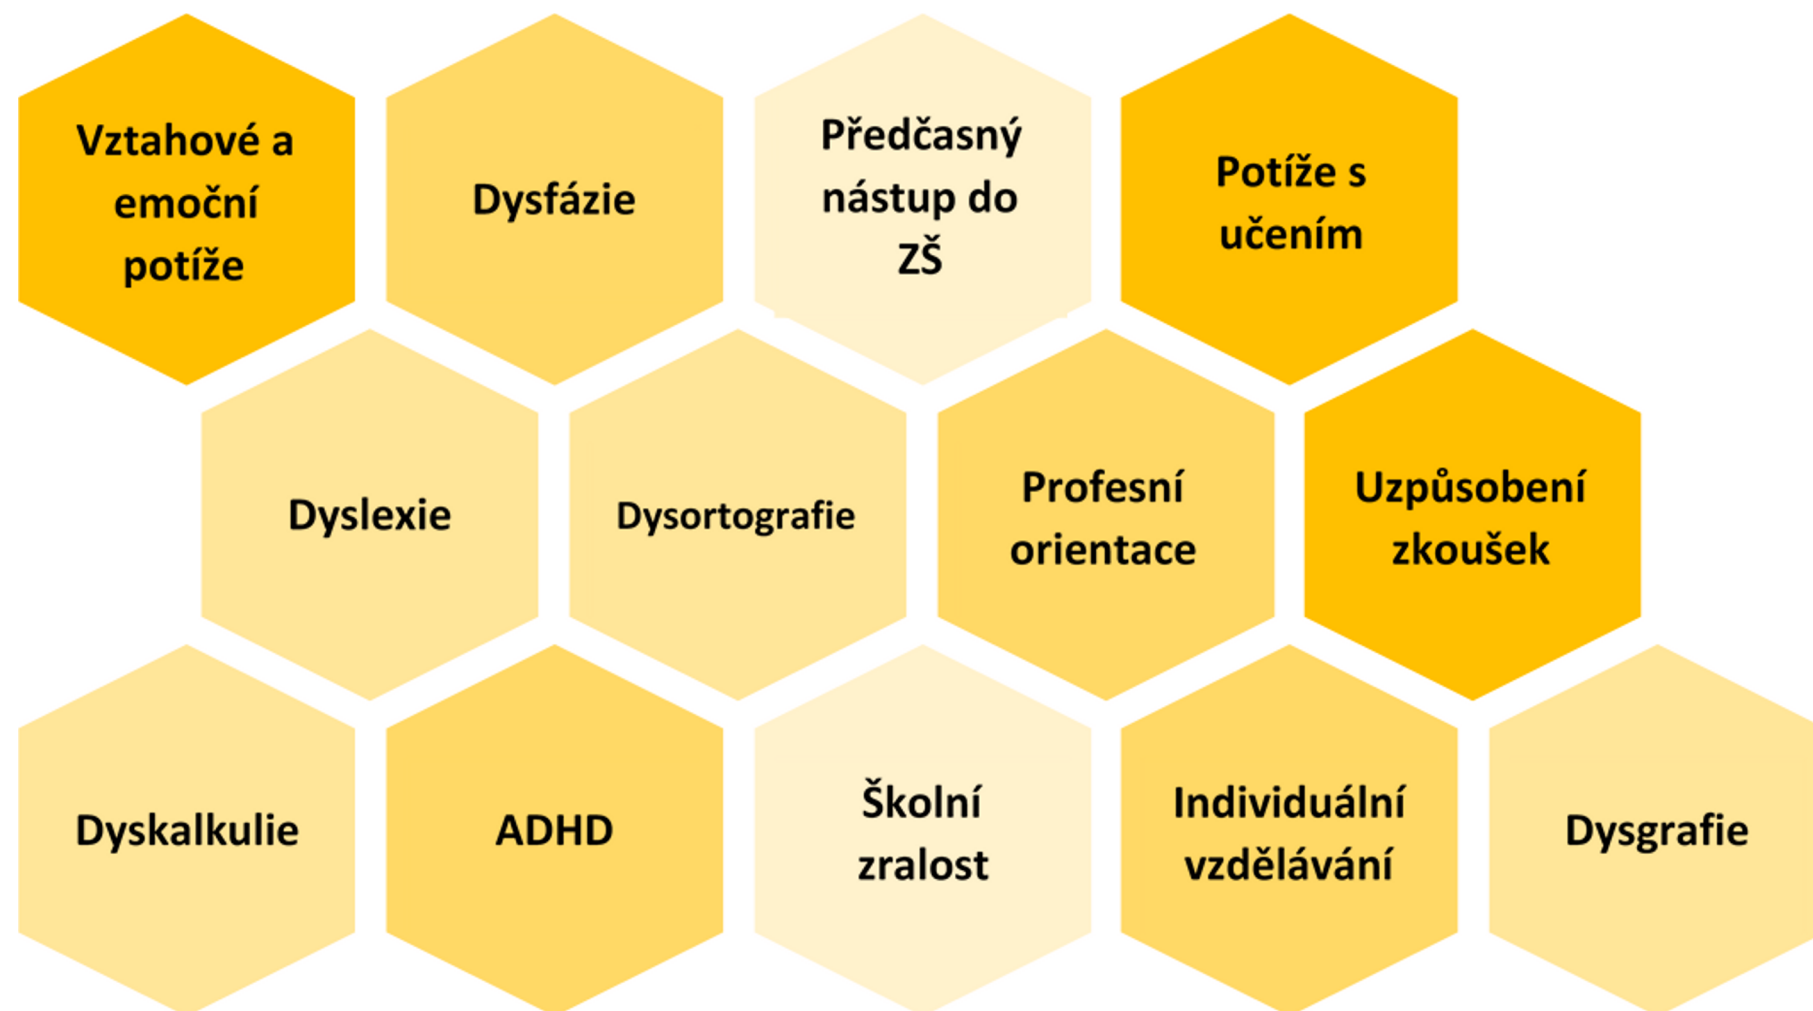 Vztahové a
emoční
potíže
Dysfázie
Předčasný
nástup do
ZŠ
Potíže s
učením
Dyslexie
Dysortografie
Profesní
orientace
Uzpůsobení
zkoušek
Dyskalkulie
ADHD
Školní
zralost
Individuální
vzdělávání
Dysgrafie